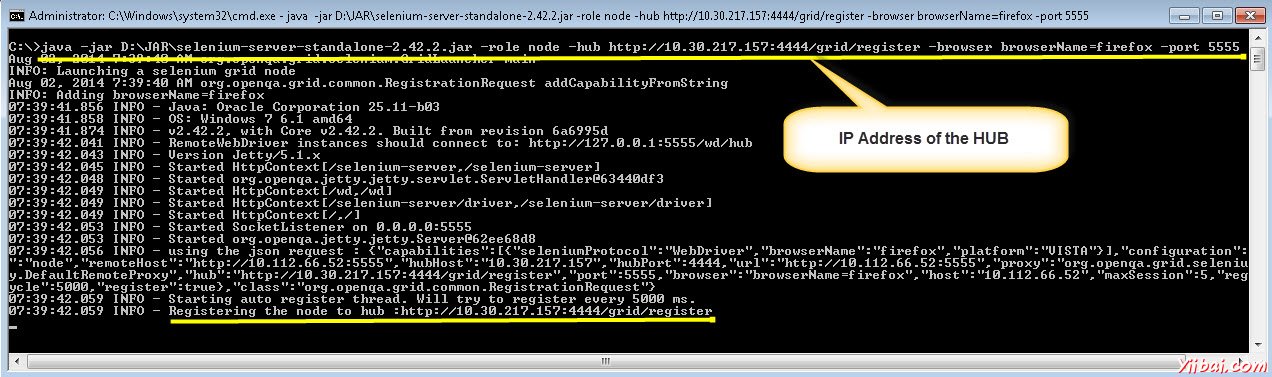 Administrator: C:\Windows\system32\cmd.exe - java -jar D:\JAR\selenium-server-standalone-2.42.2.jar -role node -hub http://10.30.217.157:4444/grid/register -browser browserName=firefox -port 5555
C:\>java -jar D:\JAR\selenium-server-standalone-2.42.2.jar -role node -hub http://10.30.217.157:4444/grid/register -browser browserName=firefox -port 5555
Aug 02, 2014 7:39:40 AM org.openqa.grid.selenium.GridLauncher main
INFO: Launching a selenium grid node
Aug 02, 2014 7:39:40 AM org.openqa.grid.common.RegistrationRequest addCapabilityFromString
INFO: Adding browserName=firefox
07:39:41.856 INFO - Java: Oracle Corporation 25.11-b03
07:39:41.858 INFO - OS: Windows 7 6.1 amd64
07:39:41.874 INFO - v2.42.2, with Core v2.42.2. Built from revision 6a6995d
07:39:42.041 INFO - RemoteWebDriver instances should connect to: http://127.0.0.1:5555/wd/hub
07:39:42.043 INFO - Version Jetty/5.1.x
07:39:42.045 INFO - Started HttpContext[/selenium-server,/selenium-server]
07:39:42.049 INFO - Started org.openqa.jetty.jetty.servlet.ServletHandler@63440df3
07:39:42.049 INFO - Started HttpContext[/wd,/wd]
07:39:42.049 INFO - Started HttpContext[/selenium-server/driver,/selenium-server/driver]
07:39:42.049 INFO - Started HttpContext[/,/]
07:39:42.053 INFO - Started SocketListener on 0.0.0.0:5555
07:39:42.053 INFO - Started org.openqa.jetty.jetty.Server@62ee68d8
07:39:42.056 INFO - using the json request : {"capabilities":[{"seleniumProtocol":"WebDriver","browserName":"firefox","platform":"VISTA"}],"configuration"
:"node","remoteHost":"http://10.112.66.52:5555","hubHost":"10.30.217.157","hubPort":4444,"url":"http://10.112.66.52:5555","proxy":"org.openqa.grid.seleniu
y.DefaultRemoteProxy","hub":"http://10.30.217.157:4444/grid/register","port":5555,"browser":"browserName=firefox","host":"10.112.66.52","maxSession":5,"reg
ycle":5000,"register":true},"class":"org.openqa.grid.common.RegistrationRequest"}
07:39:42.059 INFO - Starting auto register thread. Will try to register every 5000 ms.
07:39:42.059 INFO - Registering the node to hub :http://10.30.217.157:4444/grid/register
IP Address of the HUB
Yiibai.com